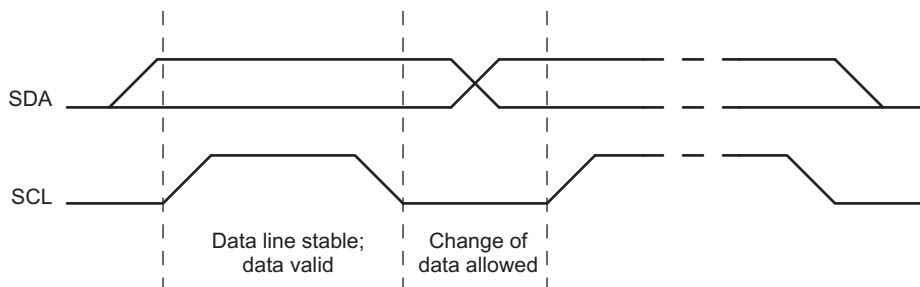 SDA
SCL
Data line stable;
data valid
Change of
data allowed